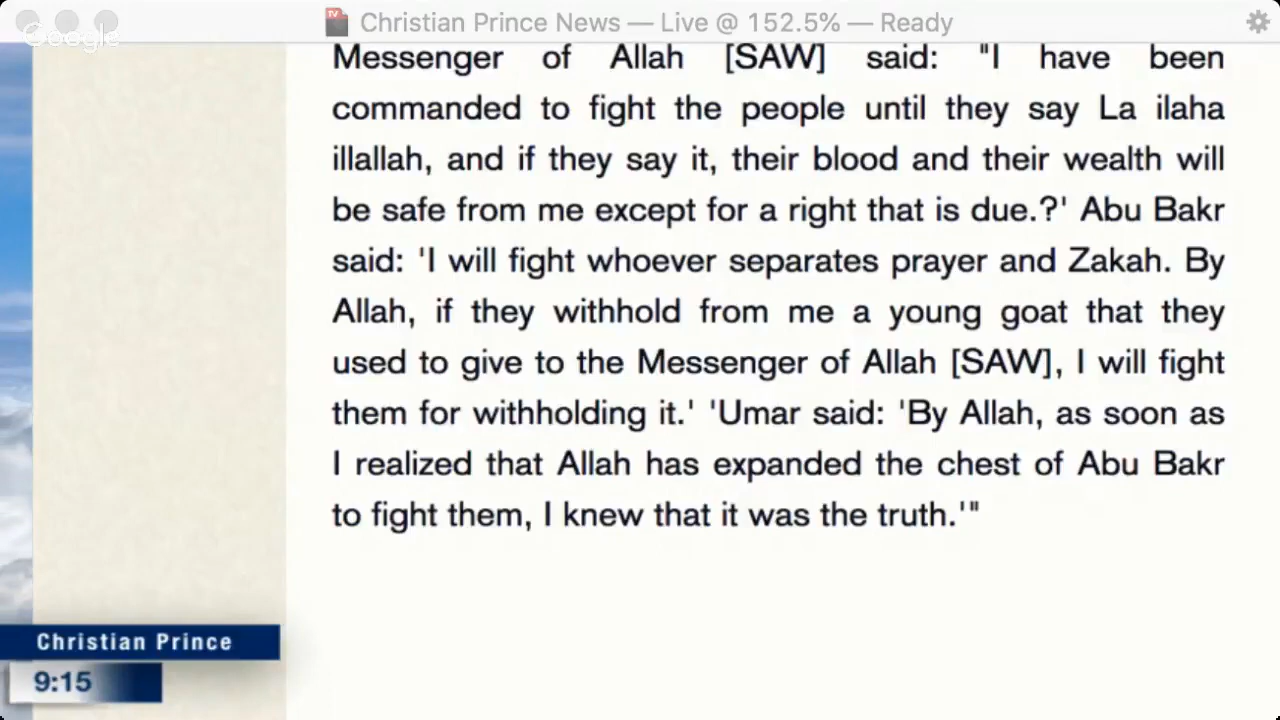 Christian Prince News — Live @ 152.5% — Ready
Google
Messenger of Allah [SAW] said: "I have been
commanded to fight the people until they say La ilaha
illallah, and if they say it, their blood and their wealth will
be safe from me except for a right that is due.?' Abu Bakr
said: 'I will fight whoever separates prayer and Zakah. By
Allah, if they withhold from me a young goat that they
used to give to the Messenger of Allah [SAW], I will fight
them for withholding it.' 'Umar said: 'By Allah, as soon as
I realized that Allah has expanded the chest of Abu Bakr
to fight them, I knew that it was the truth.'"
Christian Prince
9:15